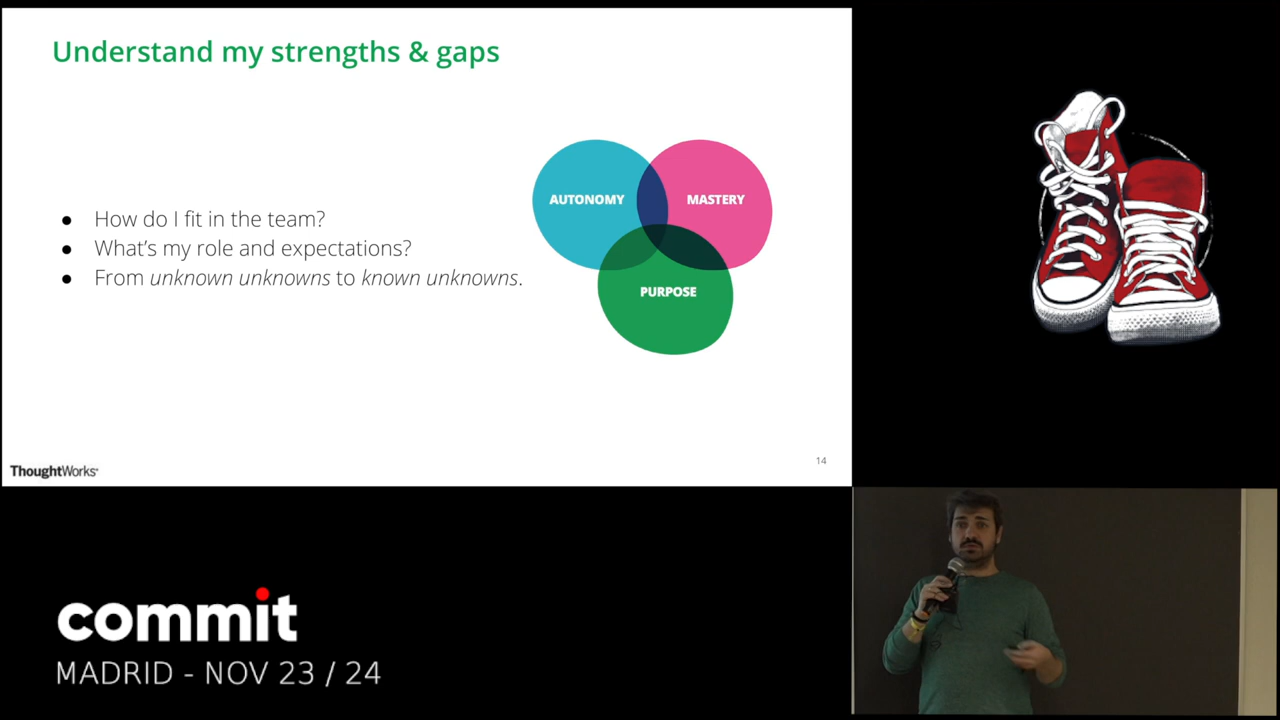 Understand my strengths & gaps
● How do I fit in the team?
● What's my role and expectations?
● From unknown unknowns to known unknowns.
AUTONOMY
MASTERY
PURPOSE
ThoughtWorks®
14
commit
MADRID - NOV 23 / 24